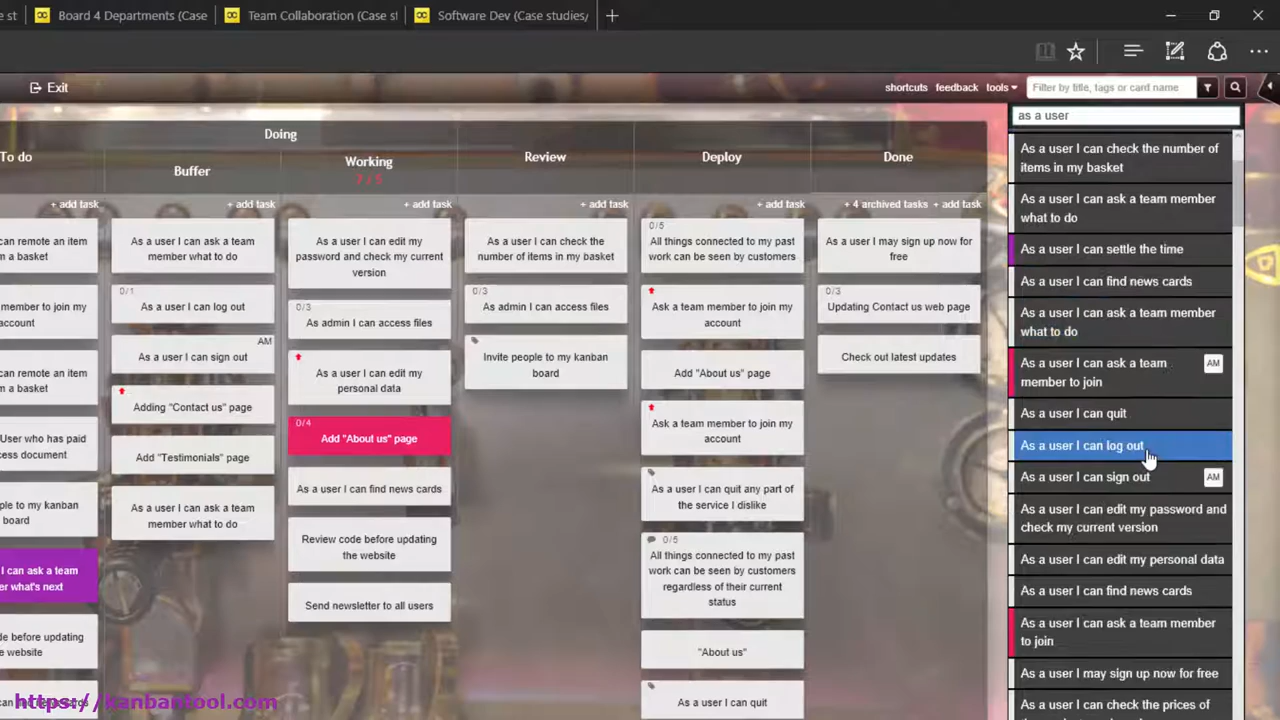 Board 4 Departments (Case
Team Collaboration (Case st
Software Dev (Case studies/
Exit
shortcuts
feedback
tools
Filter by title, tags or card name
as a user
Doing
To do
Buffer
Working
7 / 5
Review
Deploy
Done
+ add task
+ add task
+ add task
+ add task
+ add task
+ 4 archived tasks + add task
can remote an item
a basket
member to join my
account
can remote an item
a basket
User who has paid
cess document
ple to my kanban
board
I can ask a team
er what's next
de before updating
he website
As a user I can ask a team
member what to do
0/1
As a user I can log out
AM
As a user I can sign out
Adding "Contact us" page
Add "Testimonials" page
As a user I can ask a team
member what to do
As a user I can edit my
password and check my current
version
0/3
As admin I can access files
As a user I can edit my
personal data
0/4
Add "About us" page
As a user I can find news cards
Review code before updating
the website
Send newsletter to all users
As a user I can check the
number of items in my basket
0/3
As admin I can access files
Invite people to my kanban
board
0/5
All things connected to my past
work can be seen by customers
Ask a team member to join my
account
Add "About us" page
Ask a team member to join my
account
As a user I can quit any part of
the service I dislike
0/5
All things connected to my past
work can be seen by customers
regardless of their current
status
"About us"
As a user I can quit
As a user I may sign up now for
free
0/3
Updating Contact us web page
Check out latest updates
As a user I can check the number of
items in my basket
As a user I can ask a team member
what to do
As a user I can settle the time
As a user I can find news cards
As a user I can ask a team member
what to do
As a user I can ask a team
member to join
AM
As a user I can quit
As a user I can log out
As a user I can sign out
AM
As a user I can edit my password and
check my current version
As a user I can edit my personal data
As a user I can find news cards
As a user I can ask a team member
to join
As a user I may sign up now for free
As a user I can check the prices of
https://kanbantool.com